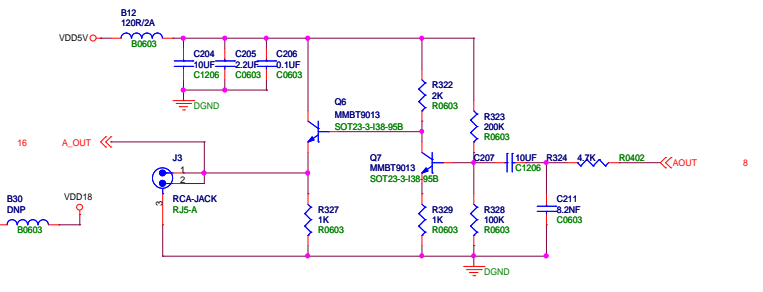 B12
120R/2A
VDD5V
B0603
C204
10UF
C1206
C205
2.2UF
C0603
C206
0.1UF
C0603
DGND
Q6
MMBT9013
SOT23-3-I38-95B
R322
2K
R0603
R323
200K
R0603
16
A_OUT
J3
1
2
3
RCA-JACK
RJ5-A
Q7
MMBT9013
SOT23-3-I38-95B
C207
10UF
C1206
R324
4.7K
R0402
AOUT
8
B30
DNP
B0603
VDD18
R327
1K
R0603
R329
1K
R0603
R328
100K
R0603
C211
8.2NF
C0603
DGND